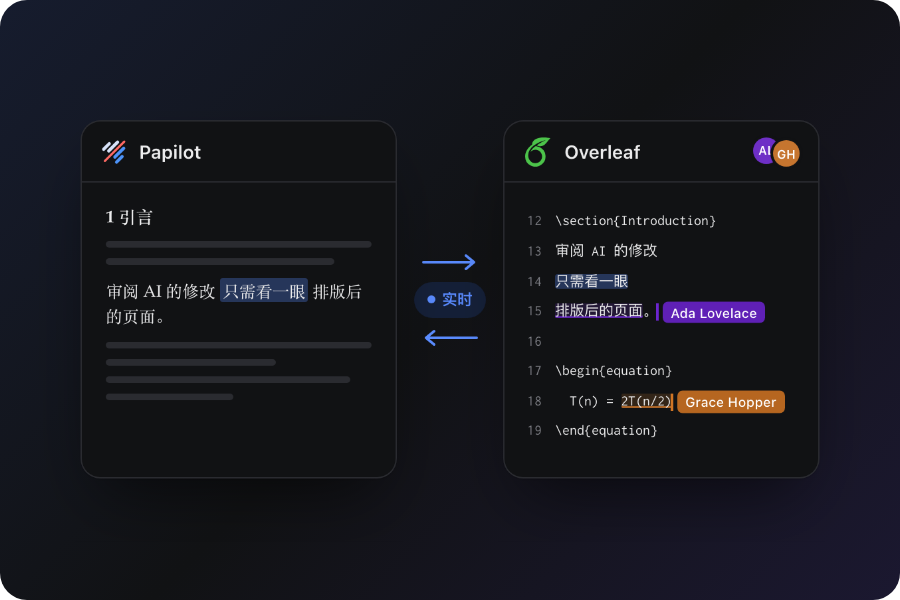 Papilot
1 引言
审阅 AI 的修改 只需看一眼 排版后
的页面。
实时
Overleaf
AL GH
12 \section{Introduction}
13 审阅 AI 的修改
14 只需看一眼
15 排版后的页面。 Ada Lovelace
16
17 \begin{equation}
18 T(n) = 2T(n/2) Grace Hopper
19 \end{equation}